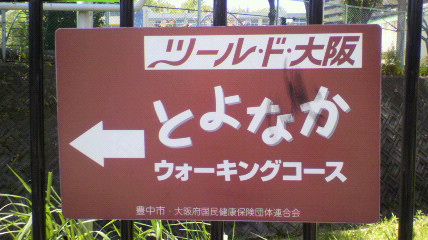 ツール・ド・大阪
とよなか
ウォーキングコース
豊中市・大阪府国民健康保険団体連合会